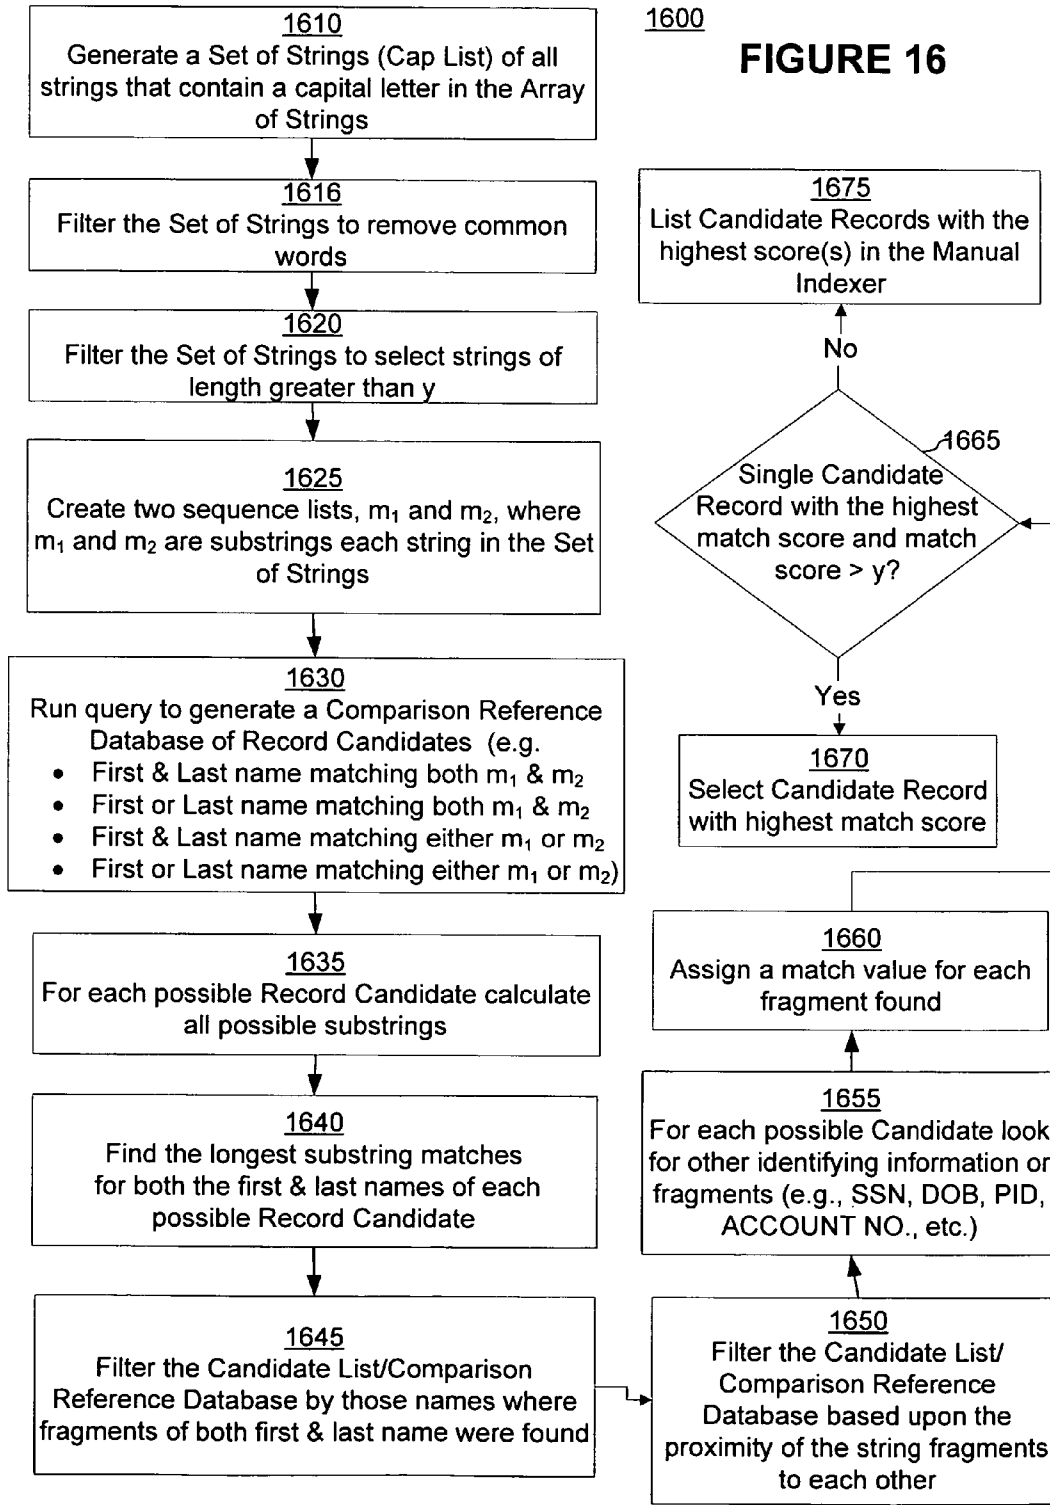 1600
FIGURE 16
1610
Generate a Set of Strings (Cap List) of all
strings that contain a capital letter in the Array
of Strings
1616
Filter the Set of Strings to remove common
words
1620
Filter the Set of Strings to select strings of
length greater than y
1625
Create two sequence lists, m₁ and m₂, where
m₁ and m₂ are substrings each string in the Set
of Strings
1630
Run query to generate a Comparison Reference
Database of Record Candidates (e.g.
• First & Last name matching both m₁ & m₂
• First or Last name matching both m₁ & m₂
• First & Last name matching either m₁ or m₂
• First or Last name matching either m₁ or m₂)
1635
For each possible Record Candidate calculate
all possible substrings
1640
Find the longest substring matches
for both the first & last names of each
possible Record Candidate
1645
Filter the Candidate List/Comparison
Reference Database by those names where
fragments of both first & last name were found
1650
Filter the Candidate List/
Comparison Reference
Database based upon the
proximity of the string fragments
to each other
1655
For each possible Candidate look
for other identifying information or
fragments (e.g., SSN, DOB, PID,
ACCOUNT NO., etc.)
1660
Assign a match value for each
fragment found
1665
Single Candidate
Record with the highest
match score and match
score > y?
Yes
1670
Select Candidate Record
with highest match score
No
1675
List Candidate Records with the
highest score(s) in the Manual
Indexer